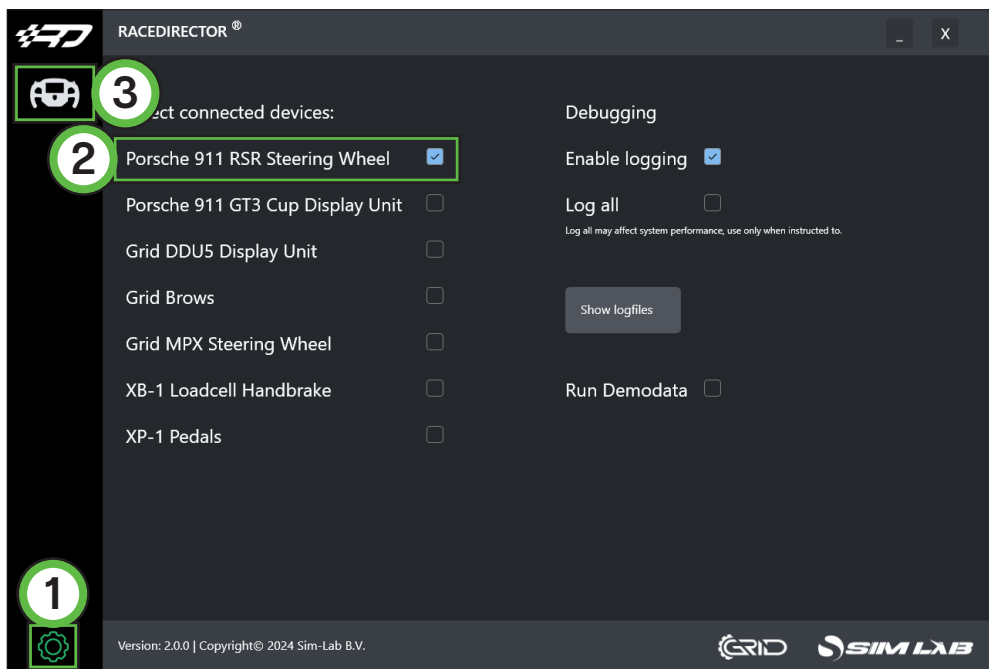 RACEDIRECTOR ®
_ X
3
ect connected devices:
Debugging
2
Porsche 911 RSR Steering Wheel
Enable logging
Porsche 911 GT3 Cup Display Unit
Log all
Log all may affect system performance, use only when instructed to.
Grid DDU5 Display Unit
Grid Brows
Show logfiles
Grid MPX Steering Wheel
XB-1 Loadcell Handbrake
Run Demodata
XP-1 Pedals
1
Version: 2.0.0 | Copyright© 2024 Sim-Lab B.V.
GRID
SIM LAB